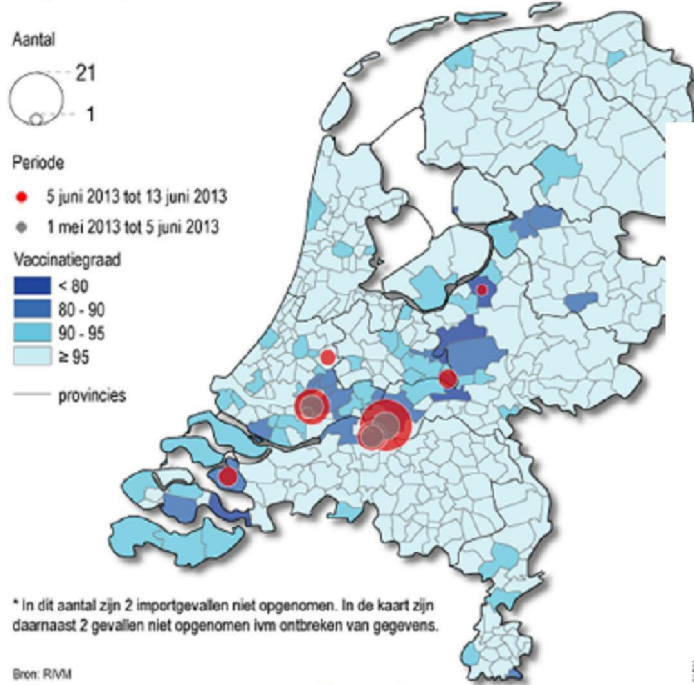 Aantal
21
1
Periode
5 juni 2013 tot 13 juni 2013
1 mei 2013 tot 5 juni 2013
Vaccinatiegraad
< 80
80 - 90
90 - 95
≥ 95
provincies
* In dit aantal zijn 2 importgevallen niet opgenomen. In de kaart zijn
daarnaast 2 gevallen niet opgenomen ivm ontbreken van gegevens.
Bron: RIVM